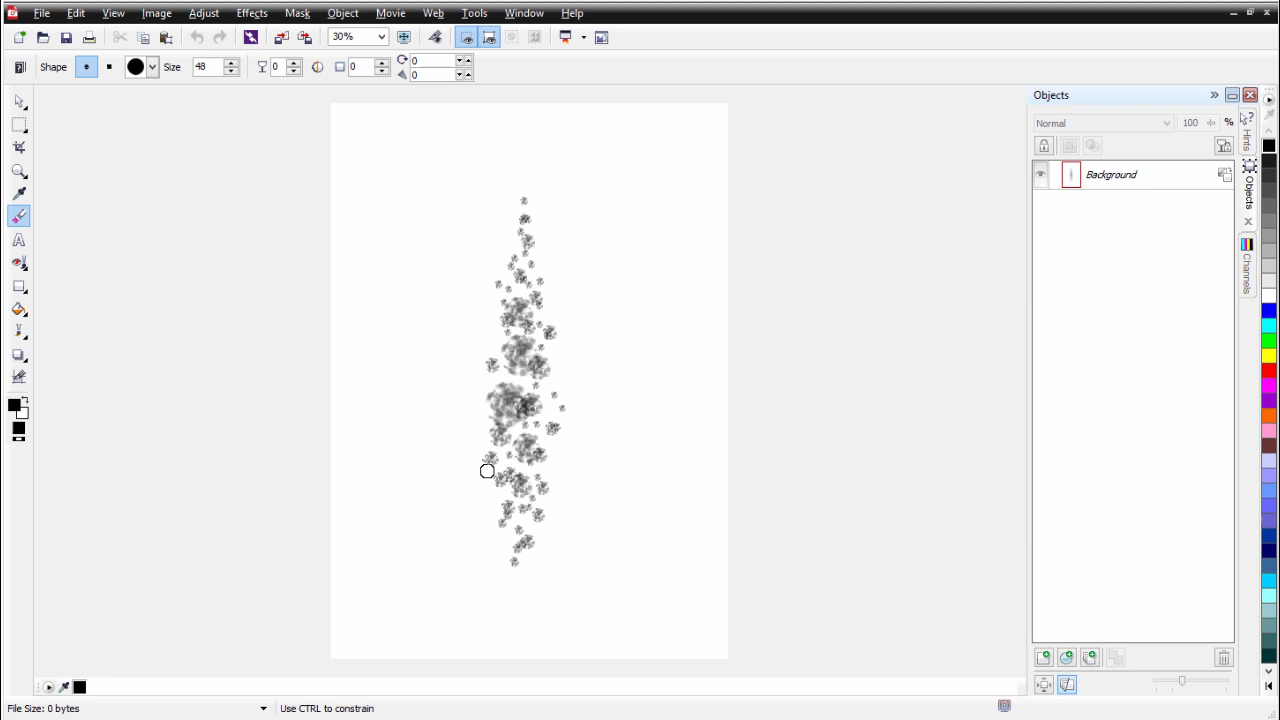 File Edit View Image Adjust Effects Mask Object Movie Web Tools Window Help
30%
Shape Size 48 0 0 0
0
Objects
Normal 100 %
Hints
Background
Objects
Channels
A
File Size: 0 bytes Use CTRL to constrain